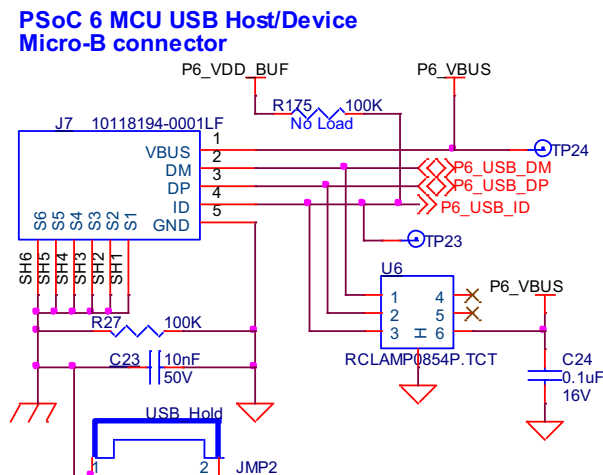 PSoC 6 MCU USB Host/Device
Micro-B connector
P6_VDD_BUF
P6_VBUS
J7 10118194-0001LF
R175 100K
No Load
VBUS 1
DM 2
DP 3
ID 4
GND 5
TP24
P6_USB_DM
P6_USB_DP
P6_USB_ID
TP23
S6 S5 S4 S3 S2 S1
SH6 SH5 SH4 SH3 SH2 SH1
U6
P6_VBUS
1 4
2 5
3 H 6
RCLAMP0854P.TCT
R27 100K
C23 10nF
50V
C24
0.1uF
16V
USB_Hold
1 2 JMP2